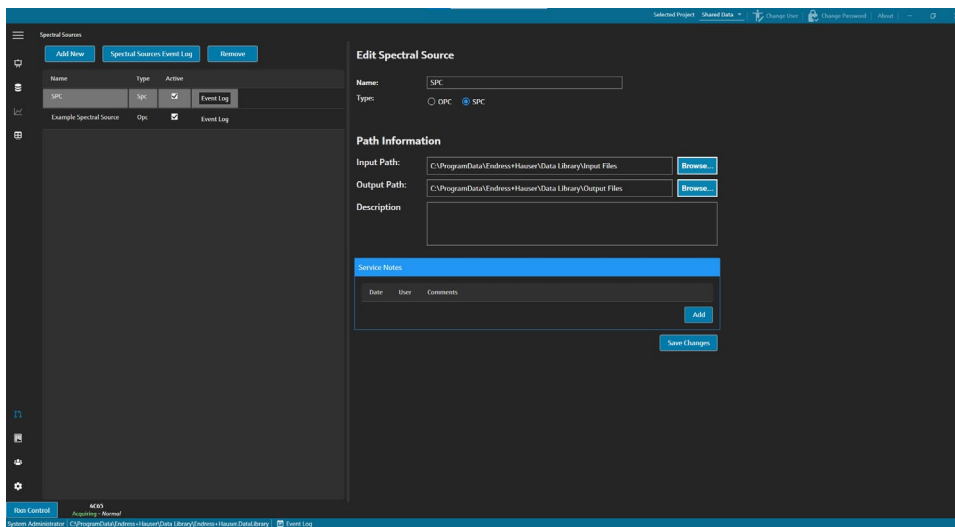 Selected Project Shared Data Change User Change Password About
Spectral Sources
Add New Spectral Sources Event Log Remove
Name Type Active
SPC Spc Event Log
Example Spectral Source Opc Event Log
Edit Spectral Source
Name: SPC
Type: OPC SPC
Path Information
Input Path: C:\ProgramData\Endress+Hauser\Data Library\Input Files Browse...
Output Path: C:\ProgramData\Endress+Hauser\Data Library\Output Files Browse...
Description
Service Notes
Date User Comments
Add
Save Changes
Rxn Control
Acquiring - Normal
System Administrator C:\ProgramData\Endress+Hauser\Data Library\Endress+Hauser.DataLibrary Event Log